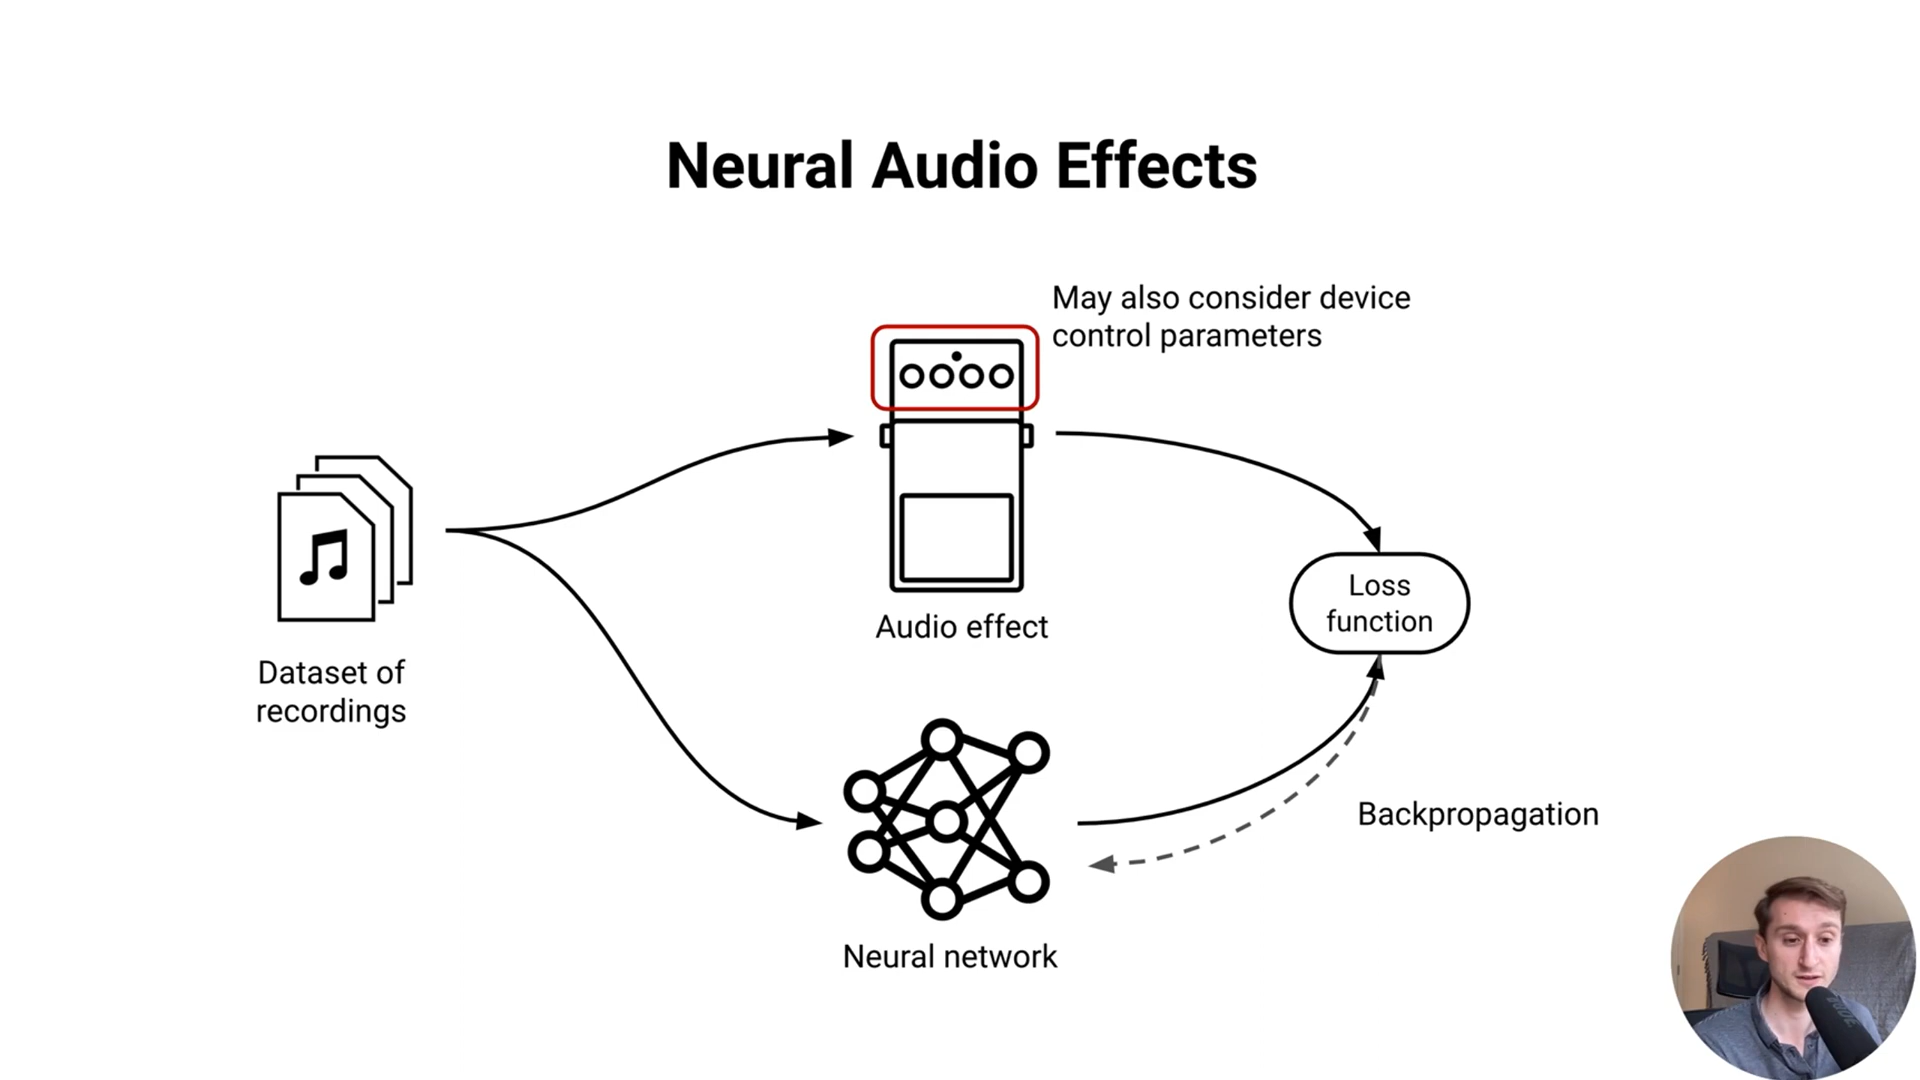 Neural Audio Effects
May also consider device
control parameters
Audio effect
Loss
function
Dataset of
recordings
Backpropagation
Neural network